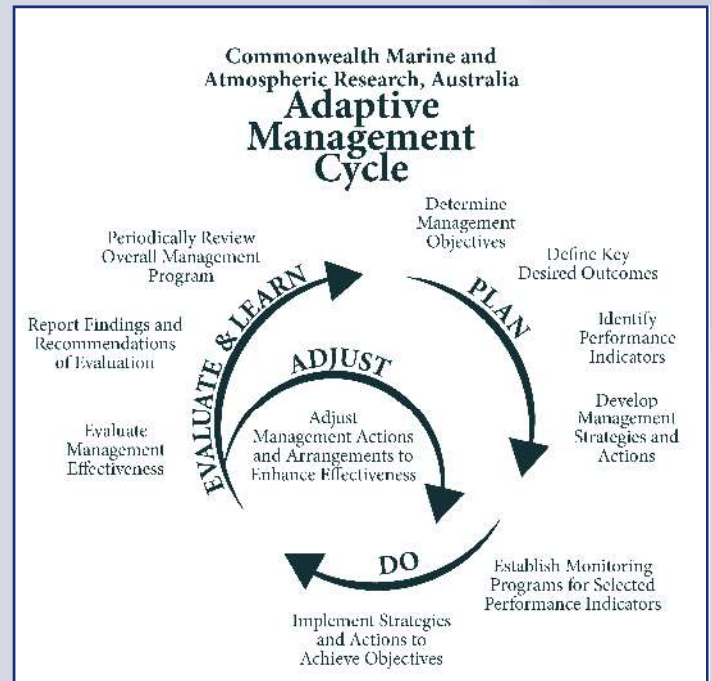 Commonwealth Marine and
Atmospheric Research, Australia
Adaptive
Management
Cycle
Determine
Management
Objectives
Define Key
Desired Outcomes
Identify
Performance
Indicators
Develop
Management
Strategies and
Actions
PLAN
Establish Monitoring
Programs for Selected
Performance Indicators
DO
Implement Strategies
and Actions to
Achieve Objectives
Evaluate
Management
Effectiveness
Report Findings and
Recommendations
of Evaluation
Periodically Review
Overall Management
Program
EVALUATE & LEARN
ADJUST
Adjust
Management Actions
and Arrangements to
Enhance Effectiveness